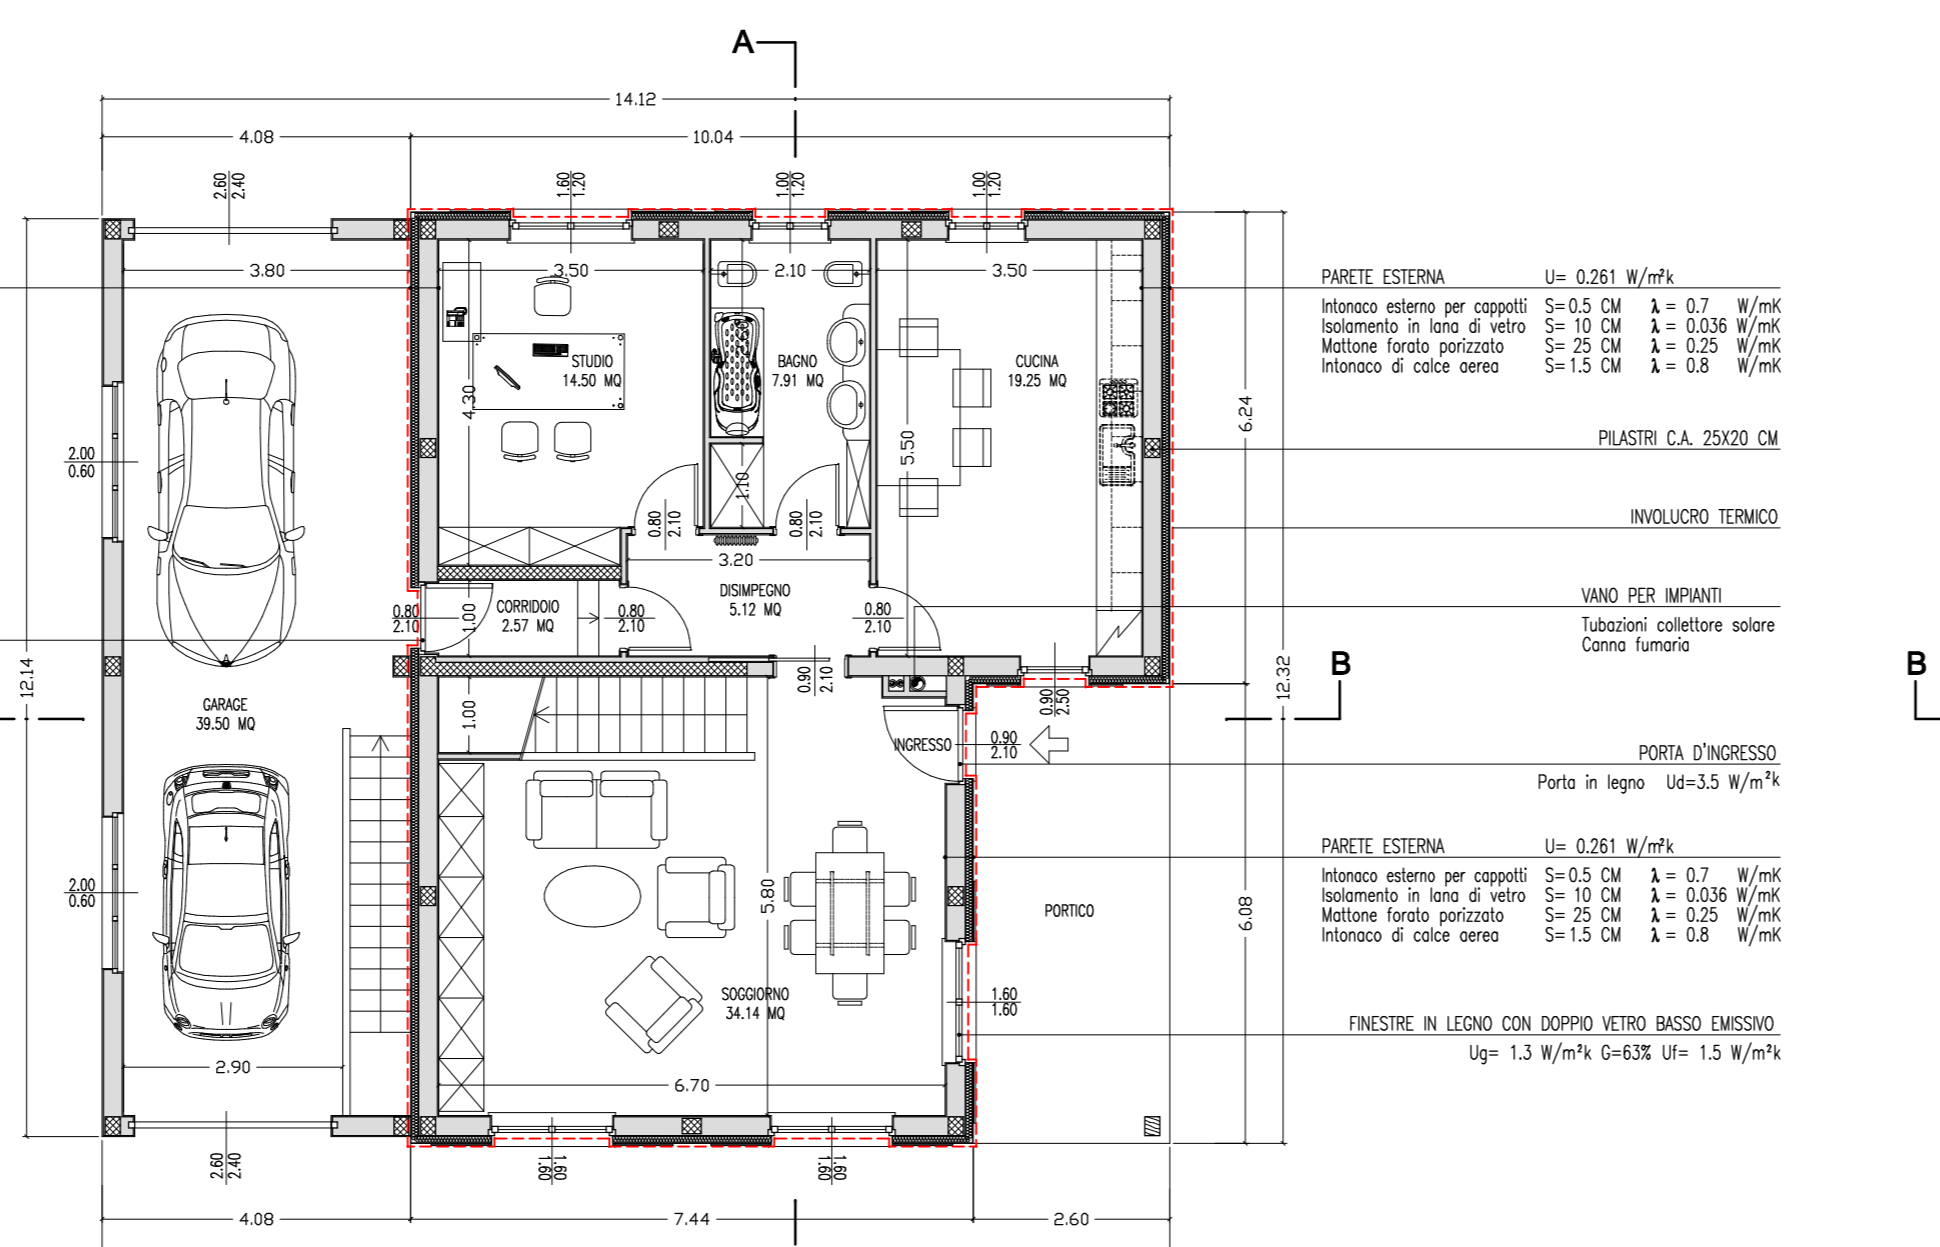 A
14.12
4.08
10.04
2.60
2.40
1.60
1.20
1.00
1.20
1.00
1.20
3.80
3.50
2.10
3.50
STUDIO
14.50 MQ
BAGNO
7.91 MQ
CUCINA
19.25 MQ
4.30
5.50
1.10
6.24
2.00
0.60
0.80
2.10
0.80
2.10
3.20
DISIMPEGNO
5.12 MQ
CORRIDOIO
2.57 MQ
1.00
0.80
2.10
0.80
2.10
0.80
2.10
12.14
12.32
GARAGE
39.50 MQ
1.00
0.90
2.10
0.90
2.50
B
B
INGRESSO
0.90
2.10
2.00
0.60
5.80
PORTICO
6.08
SOGGIORNO
34.14 MQ
1.60
1.60
2.90
6.70
2.60
2.40
1.60
1.60
1.60
1.60
4.08
7.44
2.60
PARETE ESTERNA U= 0.261 W/m²k
Intonaco esterno per cappotti S=0.5 CM λ = 0.7 W/mK
Isolamento in lana di vetro S= 10 CM λ = 0.036 W/mK
Mattone forato porizzato S= 25 CM λ = 0.25 W/mK
Intonaco di calce aerea S=1.5 CM λ = 0.8 W/mK
PILASTRI C.A. 25X20 CM
INVOLUCRO TERMICO
VANO PER IMPIANTI
Tubazioni collettore solare
Canna fumaria
PORTA D'INGRESSO
Porta in legno Ud=3.5 W/m²k
PARETE ESTERNA U= 0.261 W/m²k
Intonaco esterno per cappotti S=0.5 CM λ = 0.7 W/mK
Isolamento in lana di vetro S= 10 CM λ = 0.036 W/mK
Mattone forato porizzato S= 25 CM λ = 0.25 W/mK
Intonaco di calce aerea S=1.5 CM λ = 0.8 W/mK
FINESTRE IN LEGNO CON DOPPIO VETRO BASSO EMISSIVO
Ug= 1.3 W/m²k G=63% Uf= 1.5 W/m²k